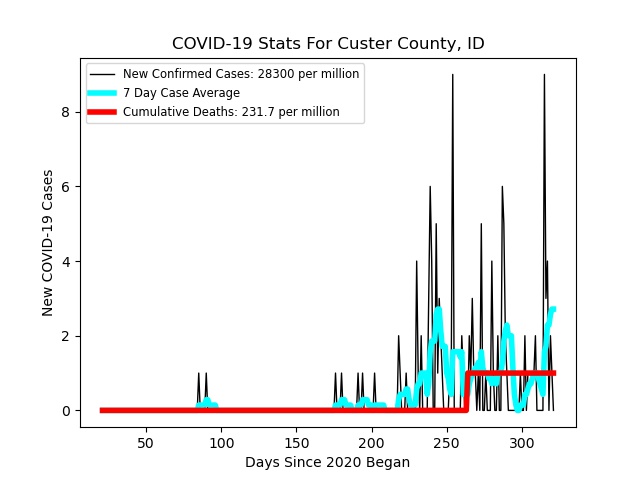 COVID-19 Stats For Custer County, ID
New Confirmed Cases: 28300 per million
7 Day Case Average
Cumulative Deaths: 231.7 per million
New COVID-19 Cases
8
6
4
2
0
50 100 150 200 250 300
Days Since 2020 Began